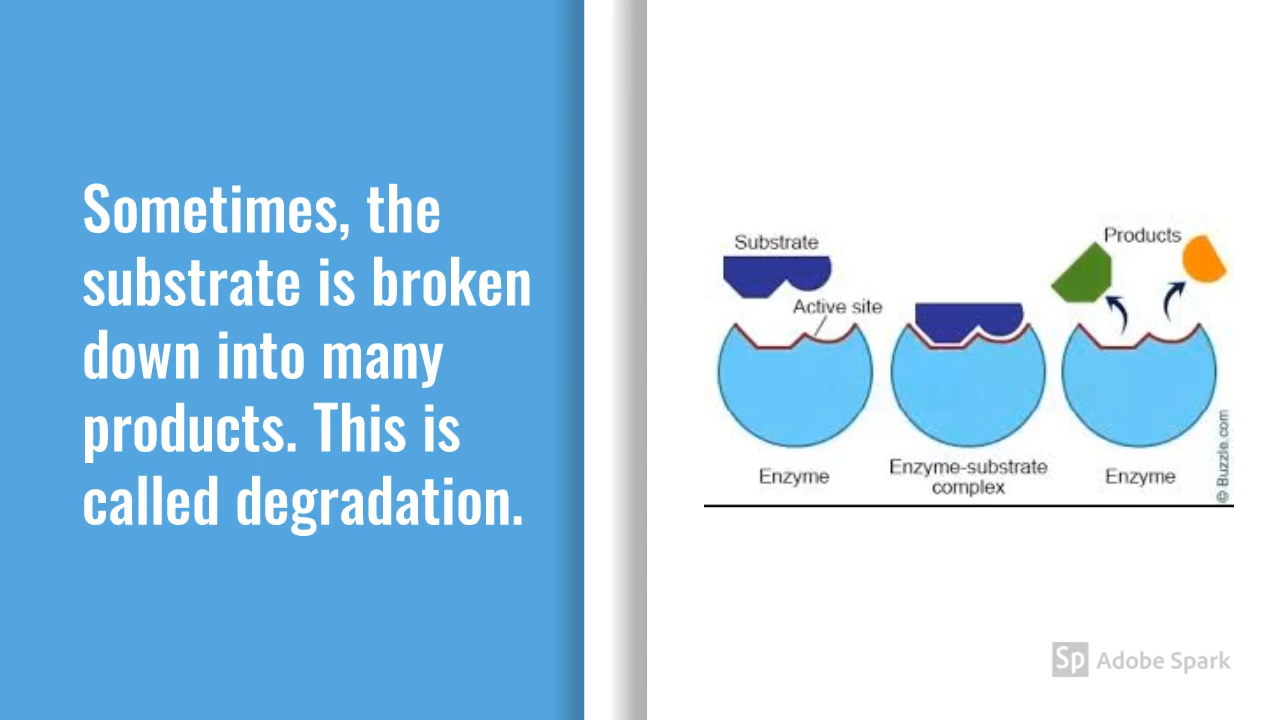 Sometimes, the
substrate is broken
down into many
products. This is
called degradation.
Substrate
Active site
Products
Enzyme
Enzyme-substrate
complex
Enzyme
© Buzzle.com
Sp Adobe Spark